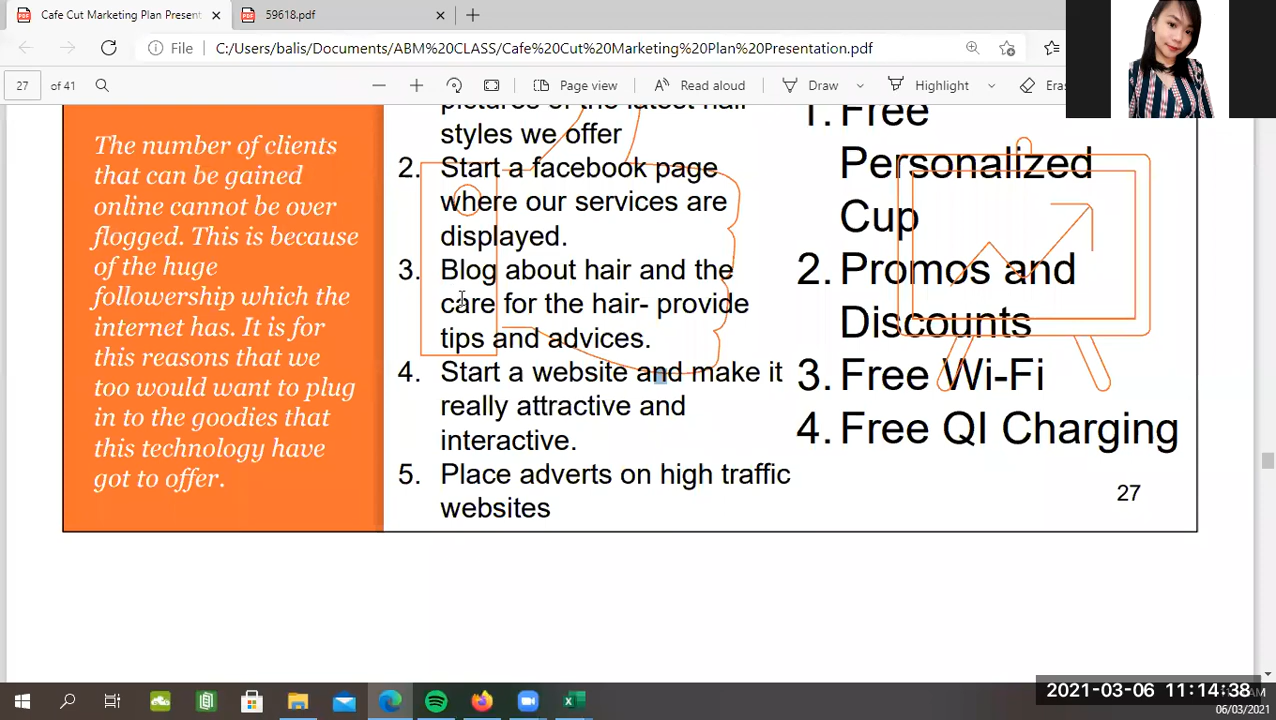 Cafe Cut Marketing Plan Present
59618.pdf
File
C:/Users/balis/Documents/ABM%20CLASS/Cafe%20Cut%20Marketing%20Plan%20Presentation.pdf
27
of 41
Page view
Read aloud
Draw
Highlight
Eras
The number of clients
that can be gained
online cannot be over
flogged. This is because
of the huge
followership which the
internet has. It is for
this reasons that we
too would want to plug
in to the goodies that
this technology have
got to offer.
pictures of the latest hair
styles we offer
2. Start a facebook page
where our services are
displayed.
3. Blog about hair and the
care for the hair- provide
tips and advices.
4. Start a website and make it
really attractive and
interactive.
5. Place adverts on high traffic
websites
1. Free
Personalized
Cup
2. Promos and
Discounts
3. Free Wi-Fi
4. Free QI Charging
27
2021-03-06 11:14:38
06/03/2021